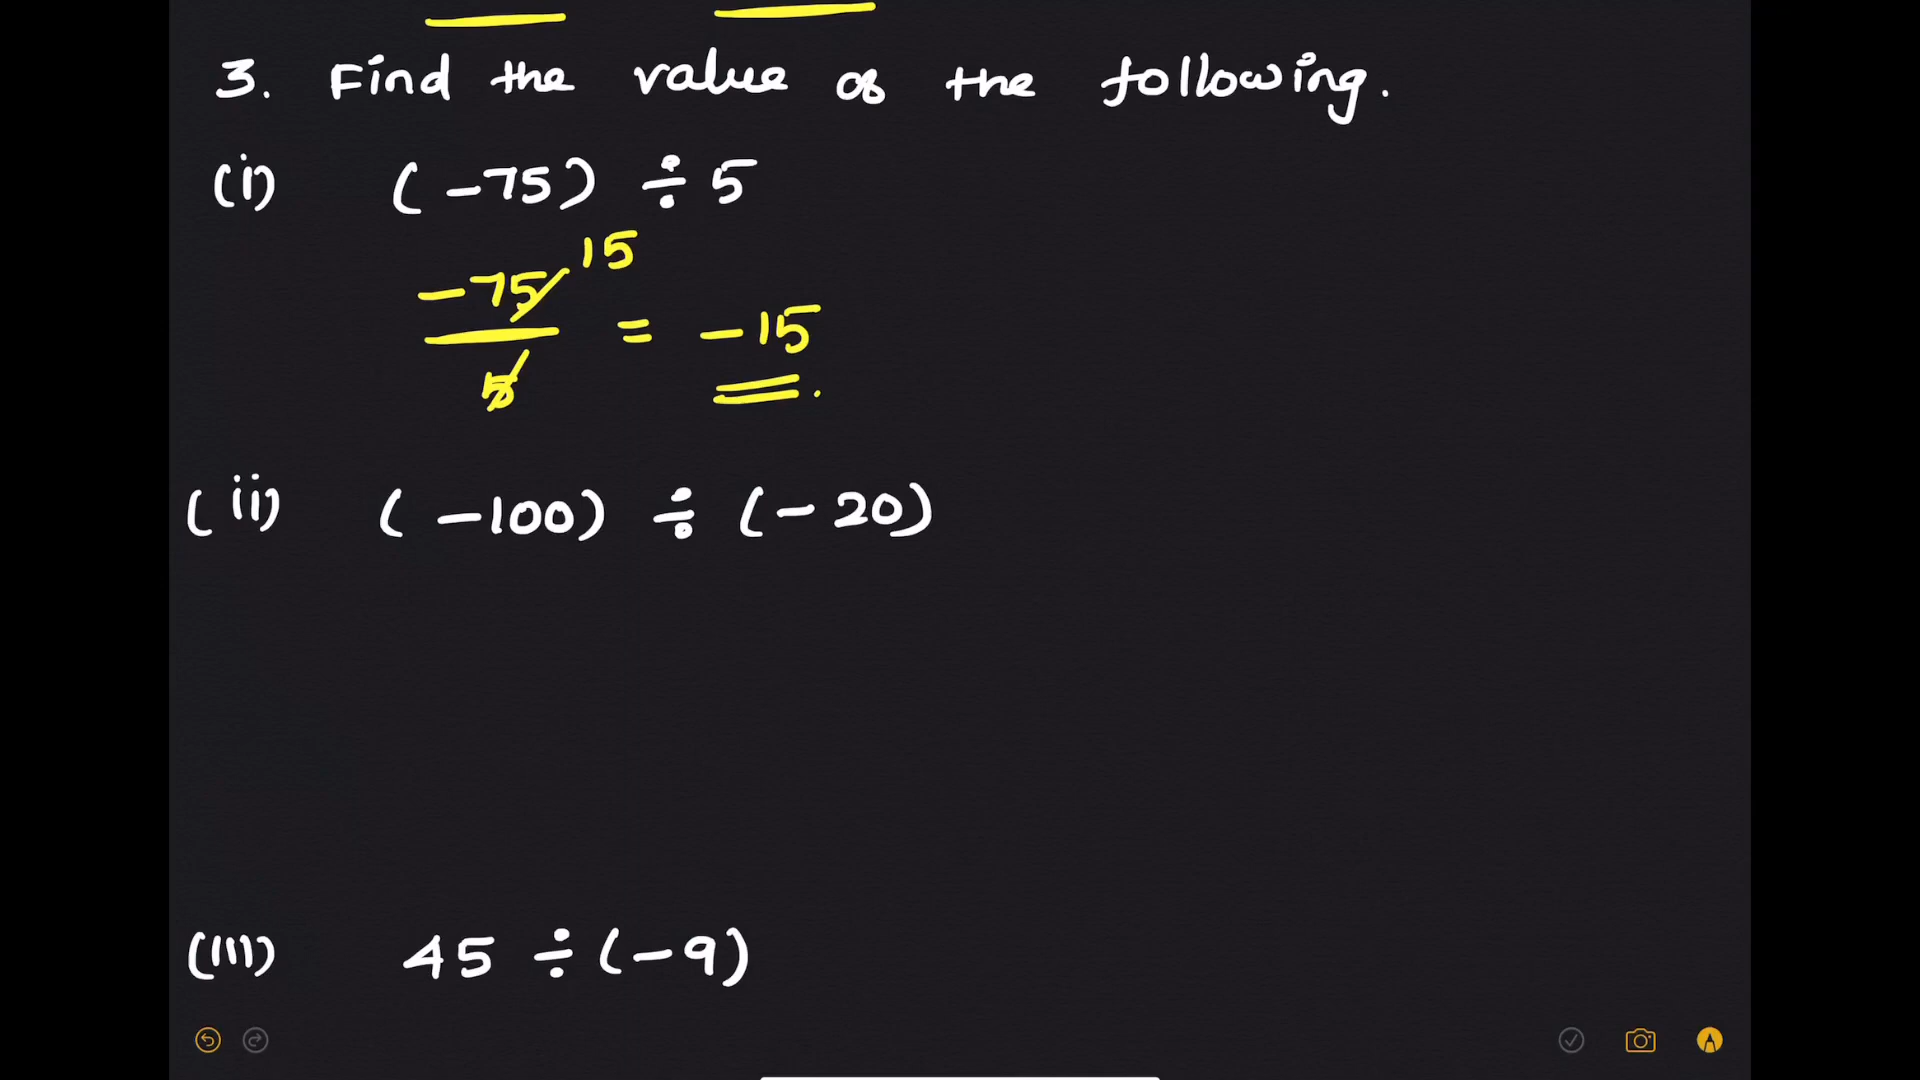 3. Find the value of the following.
(i) (-75) ÷ 5
-75 15
5 = -15
(ii) (-100) ÷ (-20)
(iii) 45 ÷ (-9)